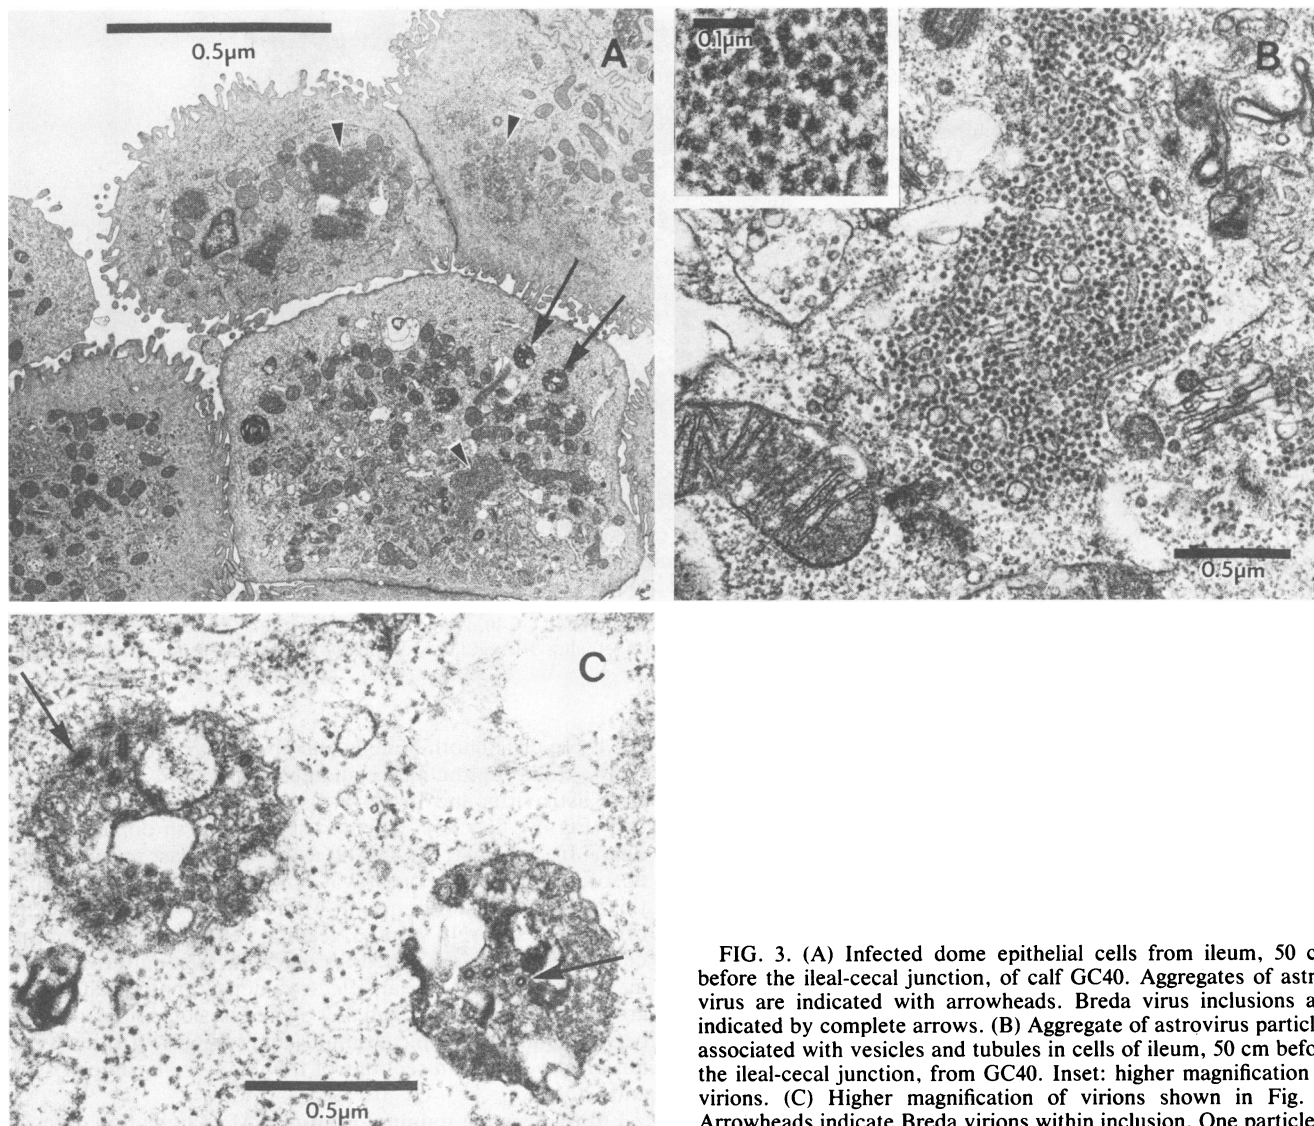 0.5μm
A
0.1μm
B
0.5μm
C
0.5μm
FIG. 3. (A) Infected dome epithelial cells from ileum, 50 c
before the ileal-cecal junction, of calf GC40. Aggregates of astr
virus are indicated with arrowheads. Breda virus inclusions a
indicated by complete arrows. (B) Aggregate of astrovirus particl
associated with vesicles and tubules in cells of ileum, 50 cm befo
the ileal-cecal junction, from GC40. Inset: higher magnification
virions. (C) Higher magnification of virions shown in Fig.
Arrowheads indicate Breda virions within inclusion. One particle